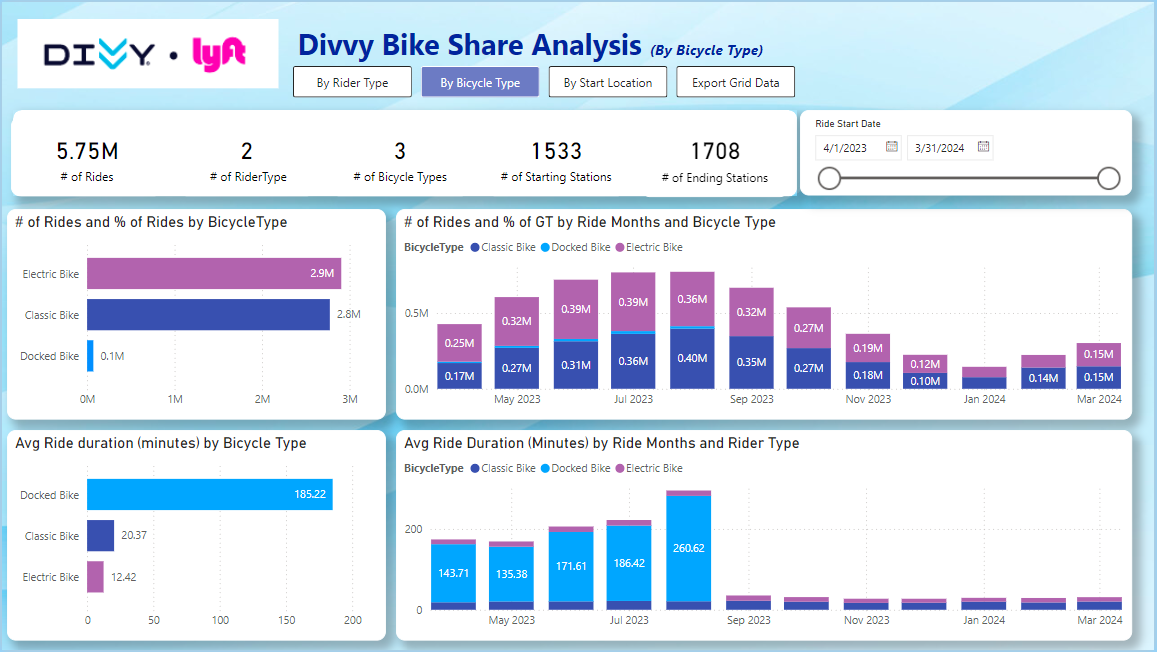 DIVVY • lyft
Divvy Bike Share Analysis (By Bicycle Type)
By Rider Type
By Bicycle Type
By Start Location
Export Grid Data
5.75M
# of Rides
2
# of RiderType
3
# of Bicycle Types
1533
# of Starting Stations
1708
# of Ending Stations
Ride Start Date
4/1/2023
3/31/2024
# of Rides and % of Rides by BicycleType
Electric Bike
2.9M
Classic Bike
2.8M
Docked Bike
0.1M
0M
1M
2M
3M
# of Rides and % of GT by Ride Months and Bicycle Type
BicycleType Classic Bike Docked Bike Electric Bike
0.5M
0.0M
0.25M
0.17M
0.32M
0.27M
0.39M
0.31M
0.39M
0.36M
0.36M
0.40M
0.32M
0.35M
0.27M
0.27M
0.19M
0.18M
0.12M
0.10M
0.14M
0.15M
0.15M
May 2023
Jul 2023
Sep 2023
Nov 2023
Jan 2024
Mar 2024
Avg Ride duration (minutes) by Bicycle Type
Docked Bike
185.22
Classic Bike
20.37
Electric Bike
12.42
0
50
100
150
200
Avg Ride Duration (Minutes) by Ride Months and Rider Type
BicycleType Classic Bike Docked Bike Electric Bike
200
0
143.71
135.38
171.61
186.42
260.62
May 2023
Jul 2023
Sep 2023
Nov 2023
Jan 2024
Mar 2024